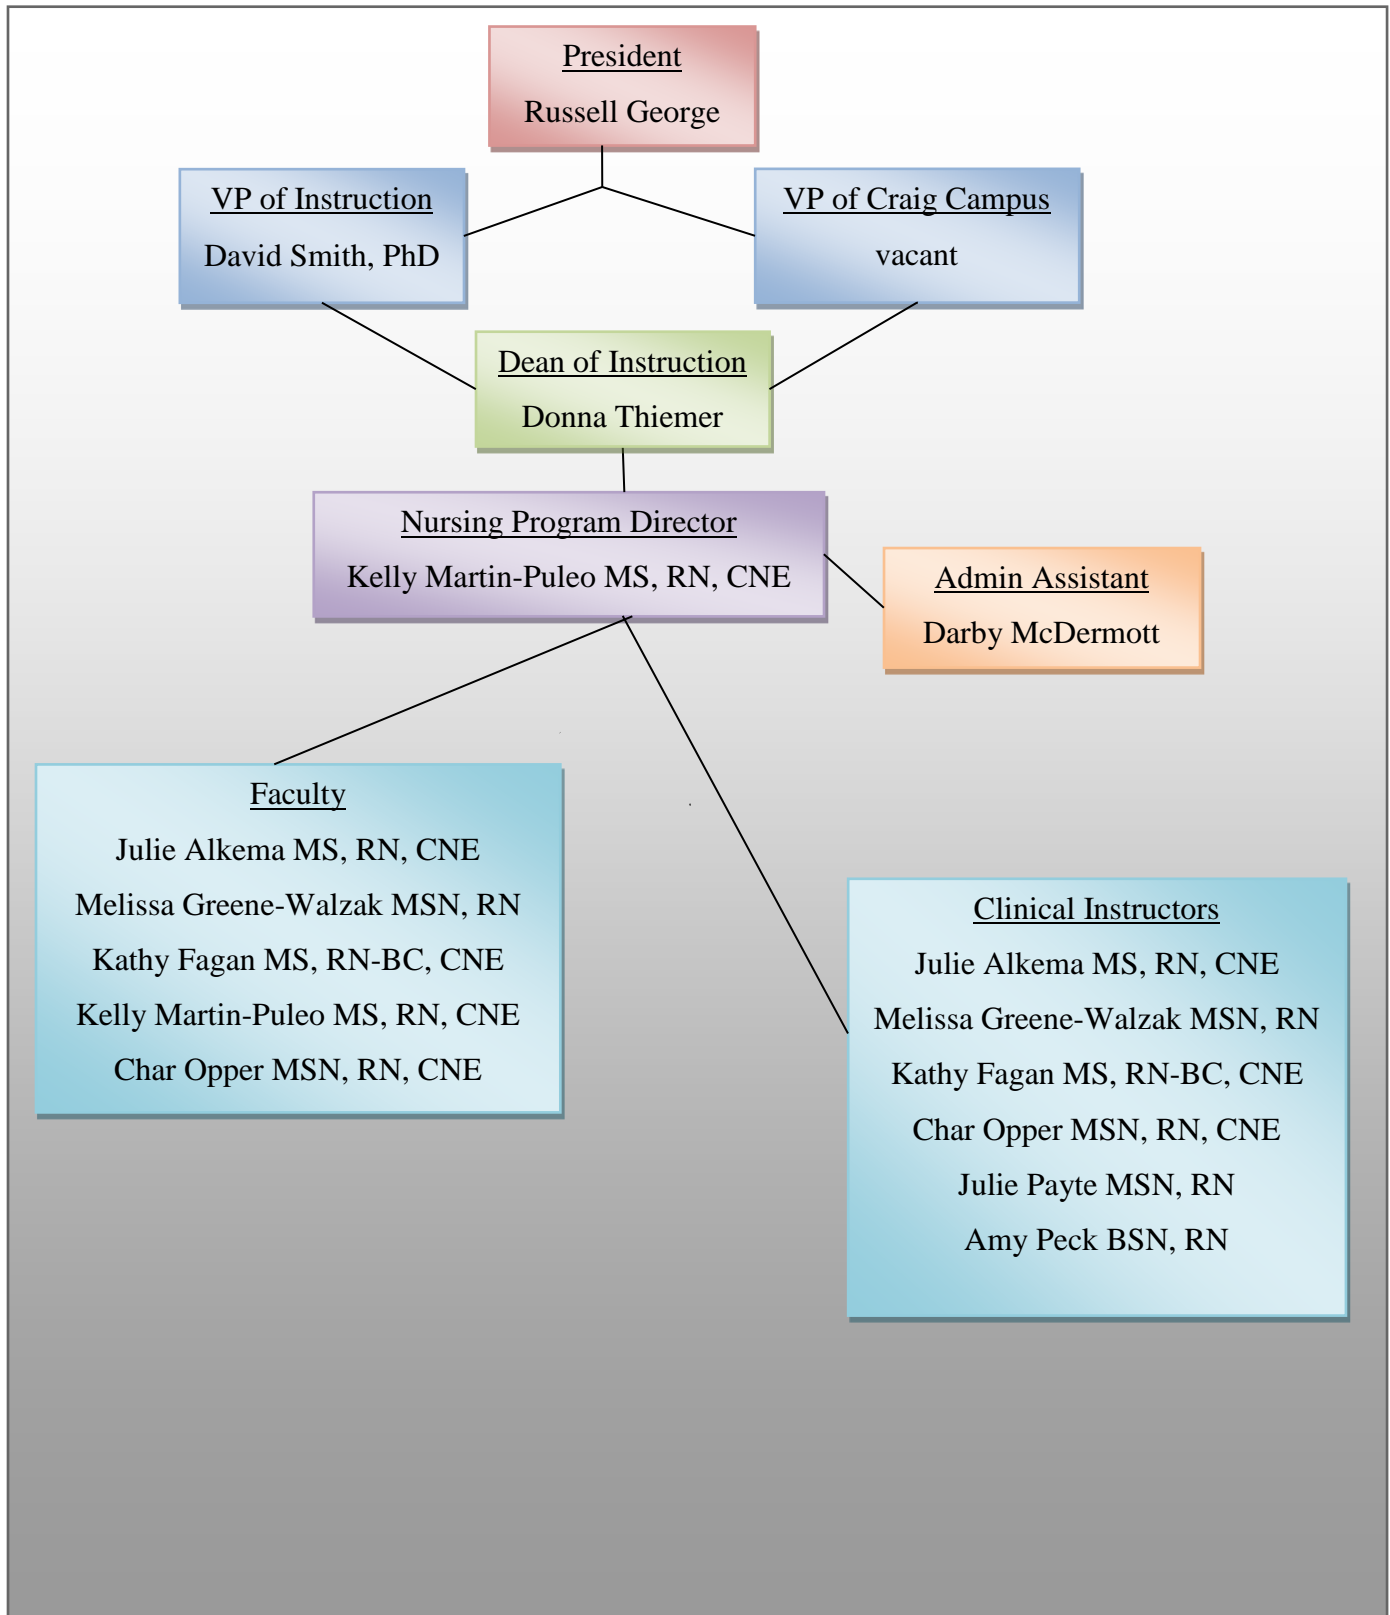 President
Russell George
VP of Instruction
David Smith, PhD
VP of Craig Campus
vacant
Dean of Instruction
Donna Thiemer
Nursing Program Director
Kelly Martin-Puleo MS, RN, CNE
Admin Assistant
Darby McDermott
Faculty
Julie Alkema MS, RN, CNE
Melissa Greene-Walzak MSN, RN
Kathy Fagan MS, RN-BC, CNE
Kelly Martin-Puleo MS, RN, CNE
Char Opper MSN, RN, CNE
Clinical Instructors
Julie Alkema MS, RN, CNE
Melissa Greene-Walzak MSN, RN
Kathy Fagan MS, RN-BC, CNE
Char Opper MSN, RN, CNE
Julie Payte MSN, RN
Amy Peck BSN, RN